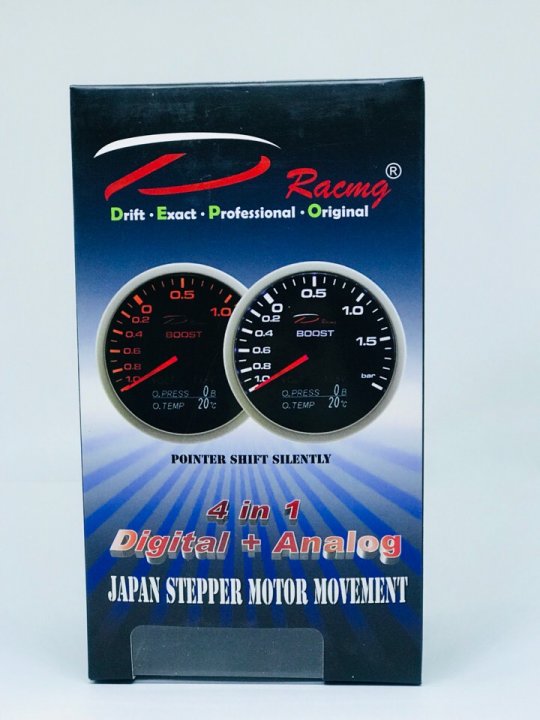 D Racing®
Drift · Exact · Professional · Original
0.5
0 1.0
0.2
0.4
BOOST
0.6
0.8
1.0
O.PRESS 0B
O.TEMP 20°C
0.5
0 1.0
0.2
0.4
BOOST
1.5
0.6
0.8
1.0
bar
O.PRESS 0B
O.TEMP 20°C
POINTER SHIFT SILENTLY
4 in 1
Digital + Analog
JAPAN STEPPER MOTOR MOVEMENT